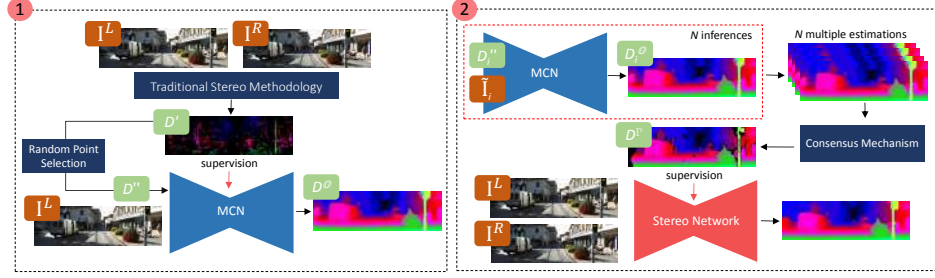 1
I^L
I^R
Traditional Stereo Methodology
D'
Random Point
Selection
supervision
D''
I^L
MCN
D^O
2
N inferences
N multiple estimations
D_i''
Ĩ_i
MCN
D_i^O
Consensus Mechanism
supervision
I^L
I^R
Stereo Network